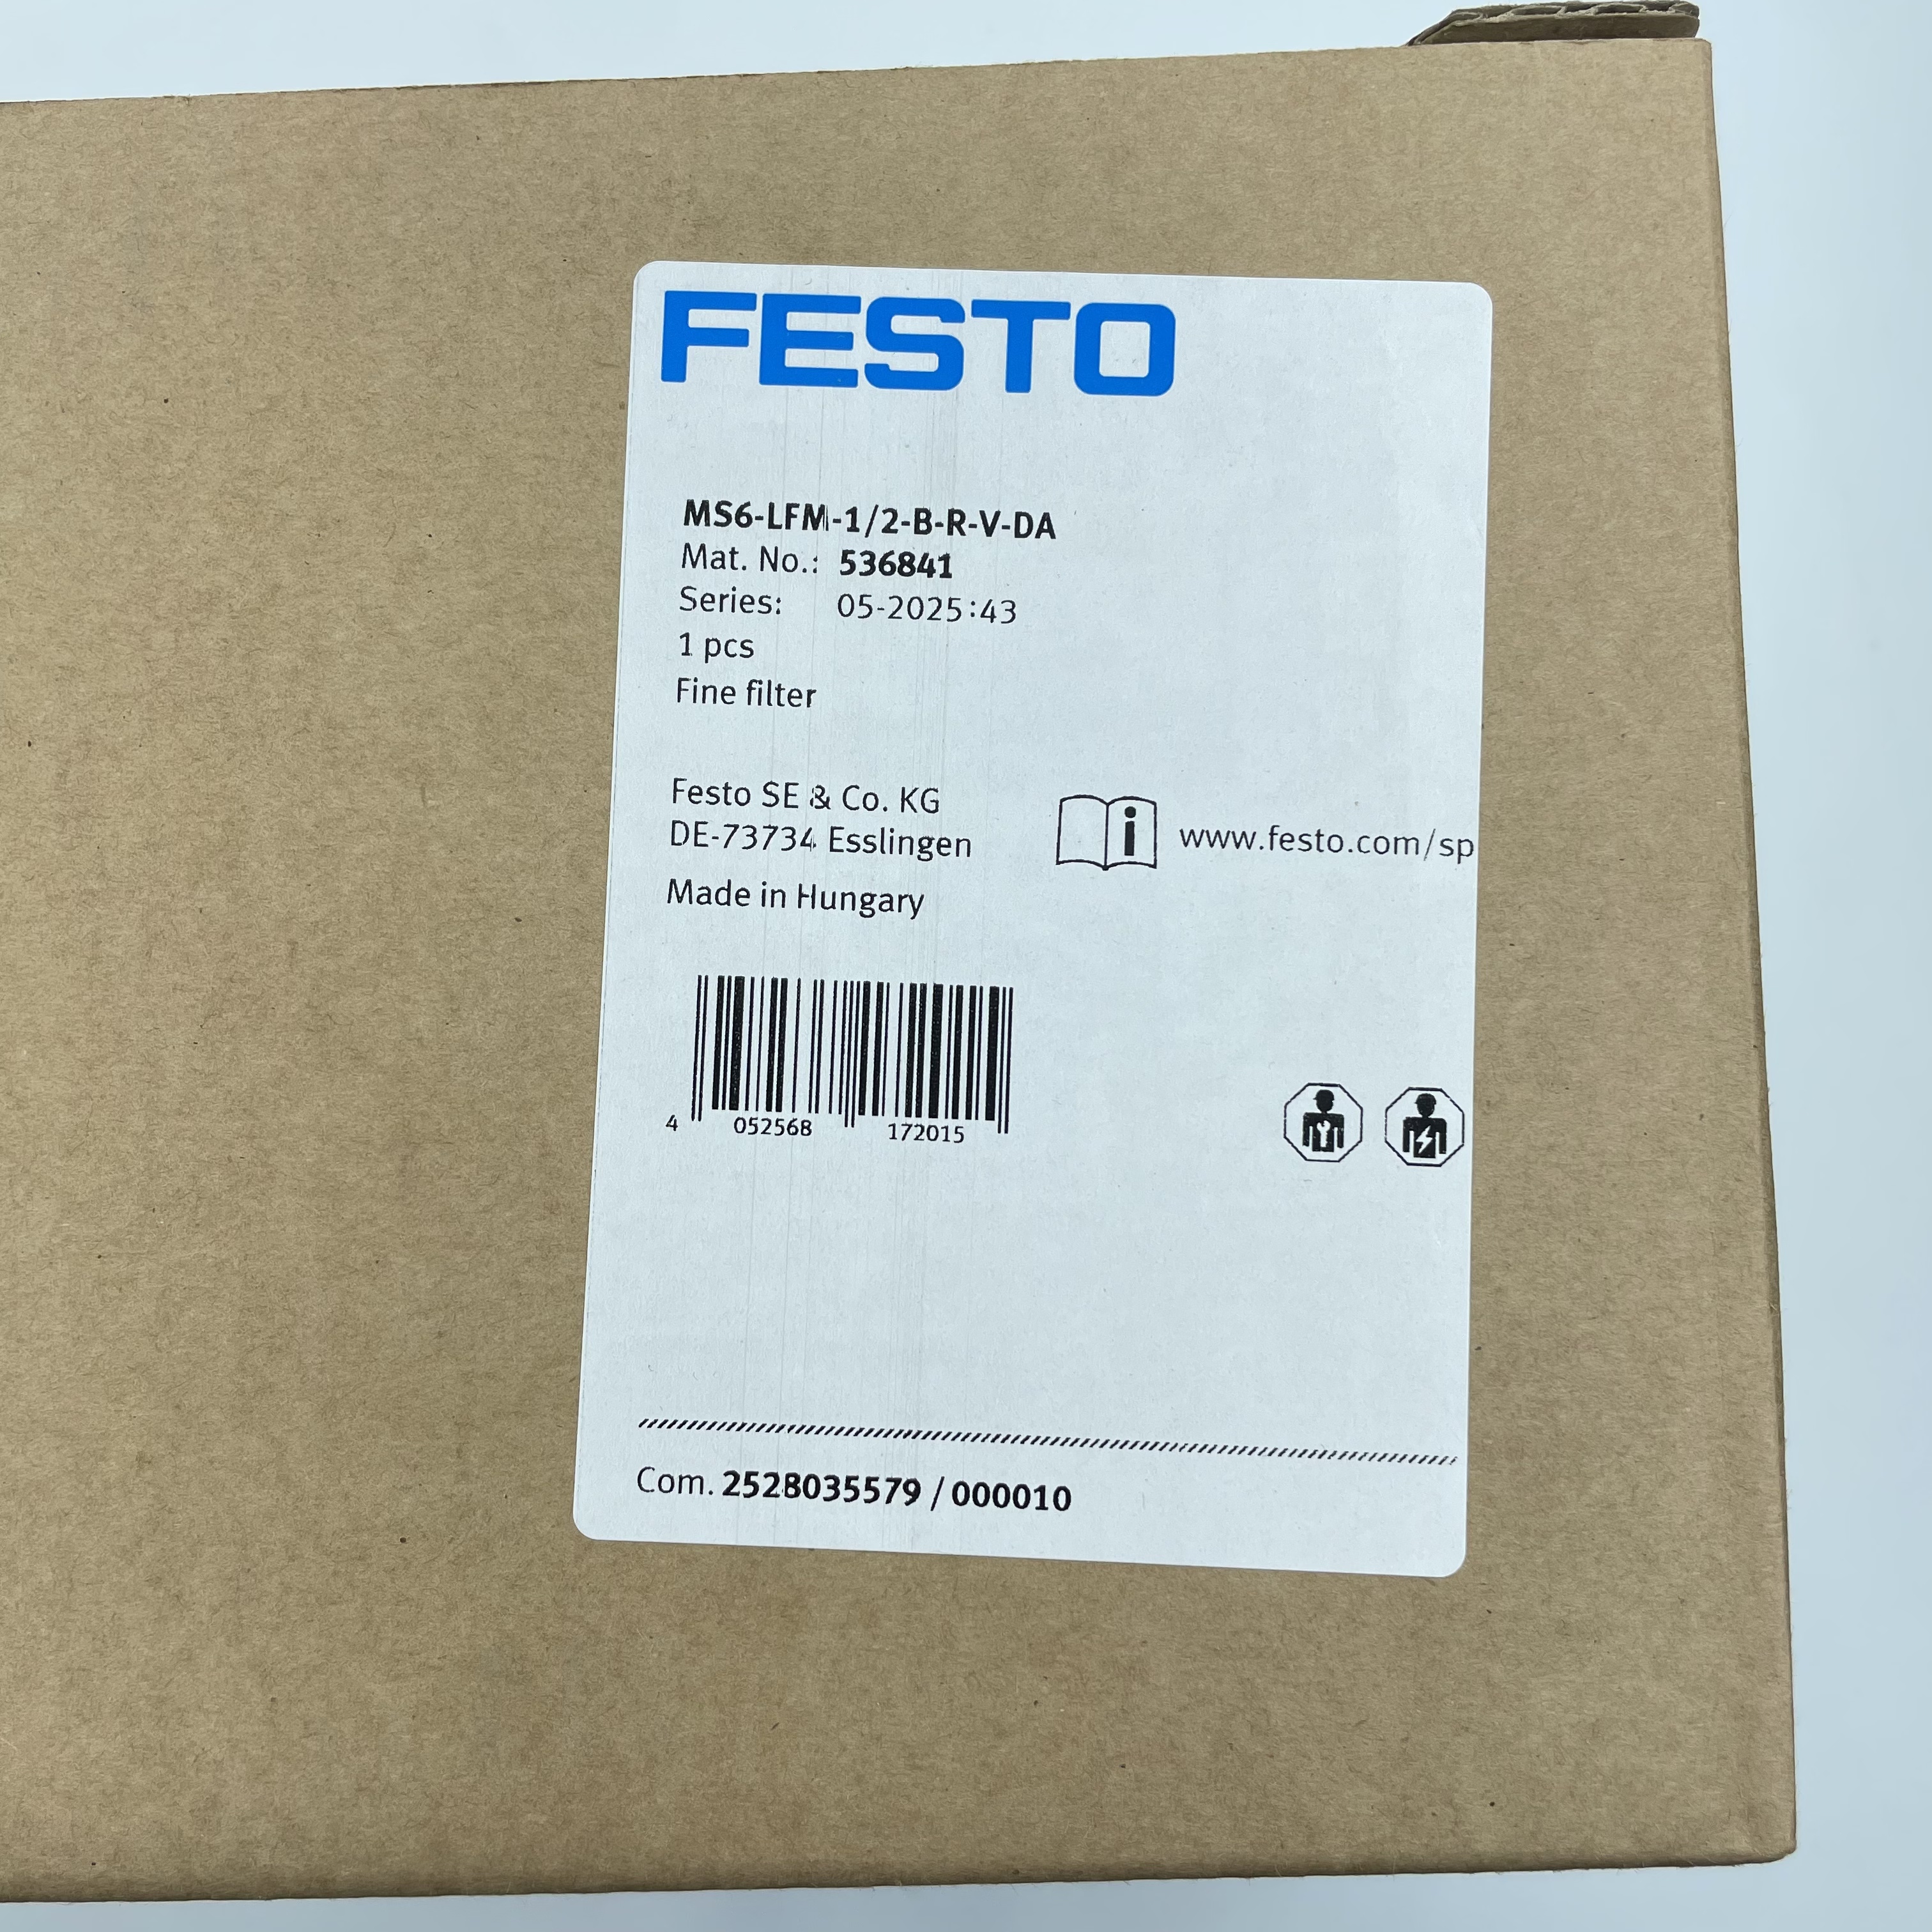 FESTO
MS6-LFM-1/2-B-R-V-DA
Mat. No.: 536841
Series: 05-2025:43
1 pcs
Fine filter
Festo SE & Co. KG
DE-73734 Esslingen
www.festo.com/sp
Made in Hungary
4 052568 172015
Com. 2528035579 / 000010